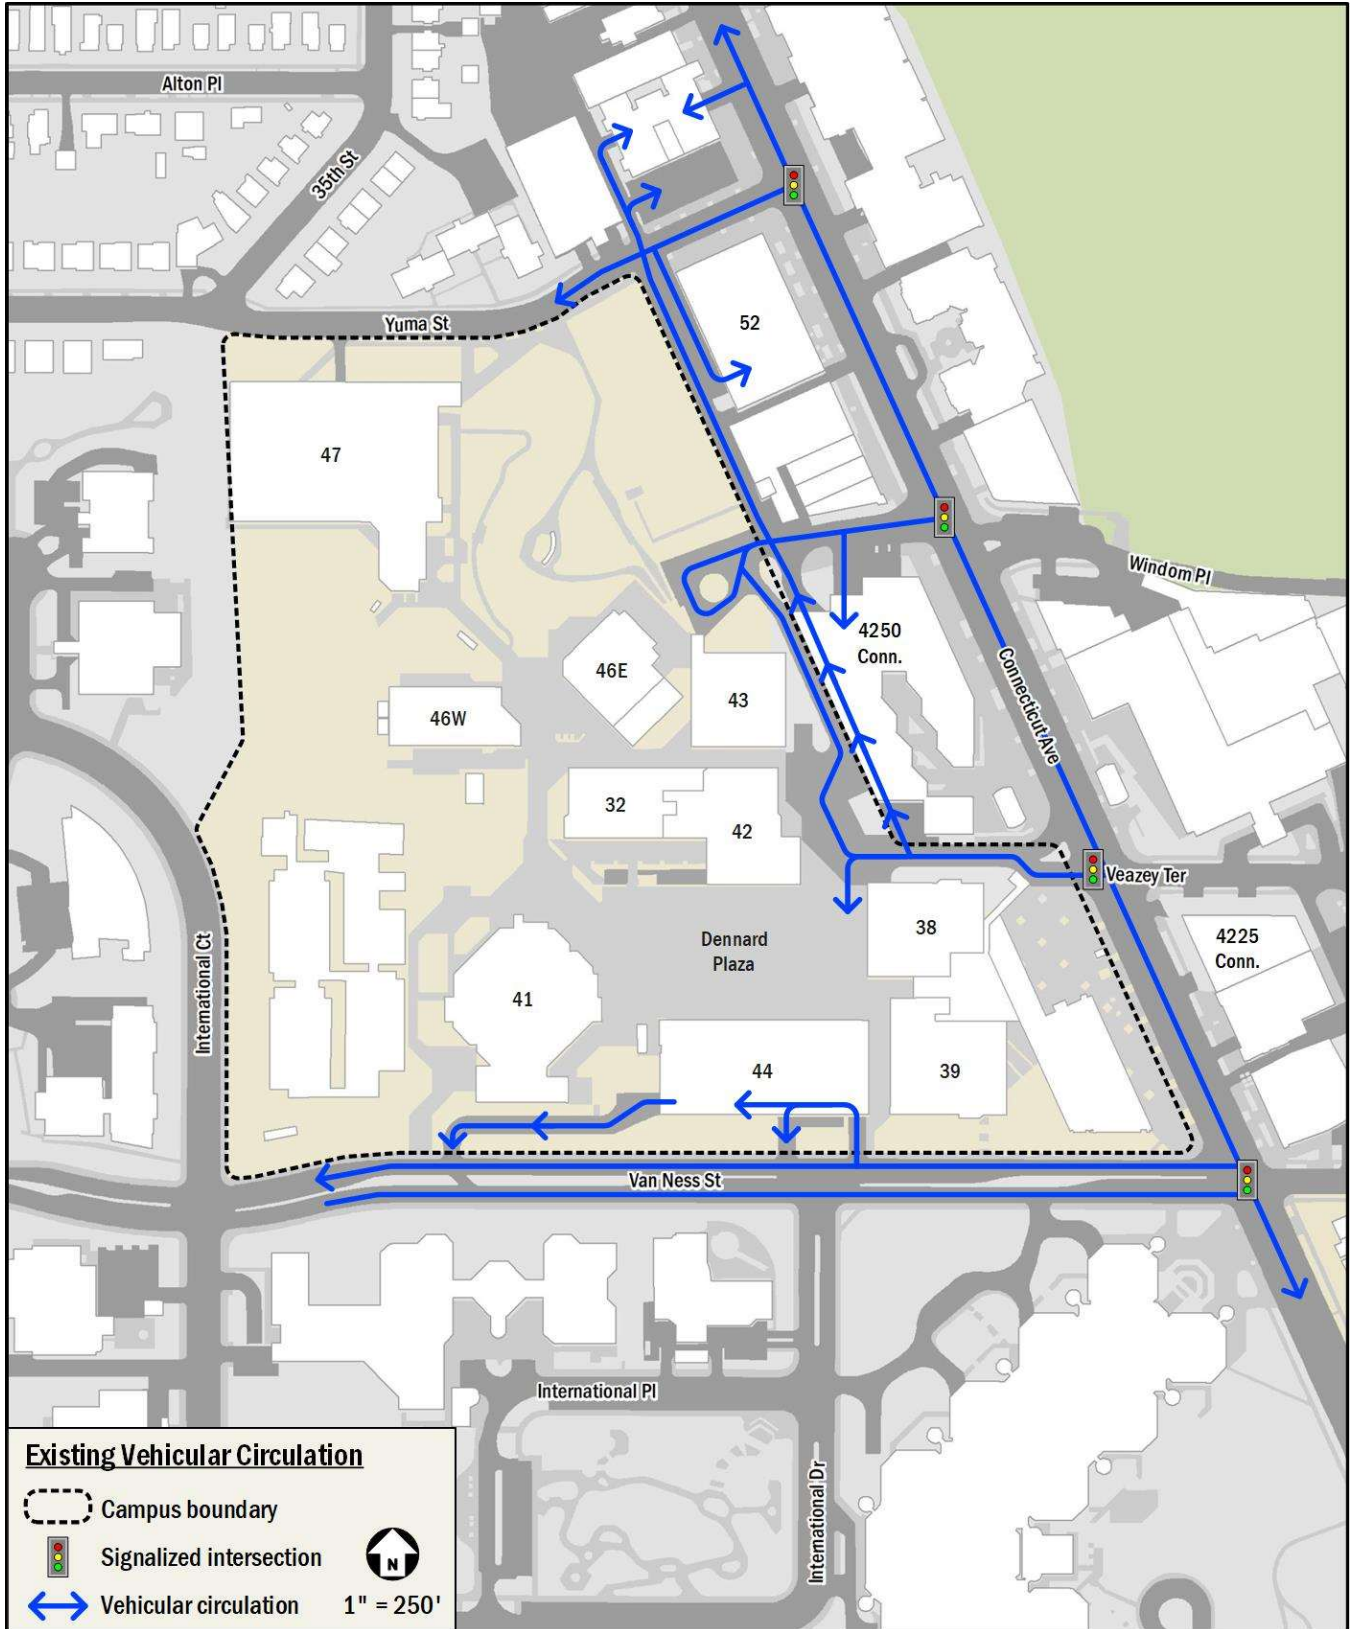 Alton Pl
35th St
52
Yuma St
47
Windom Pl
4250
Conn.
46E
43
Connecticut Ave
46W
32
42
Veazey Ter
38
4225
Conn.
Dennard
Plaza
International Ct
41
44
39
Van Ness St
International Pl
International Dr
Existing Vehicular Circulation
Campus boundary
Signalized intersection
N
Vehicular circulation
1" = 250'